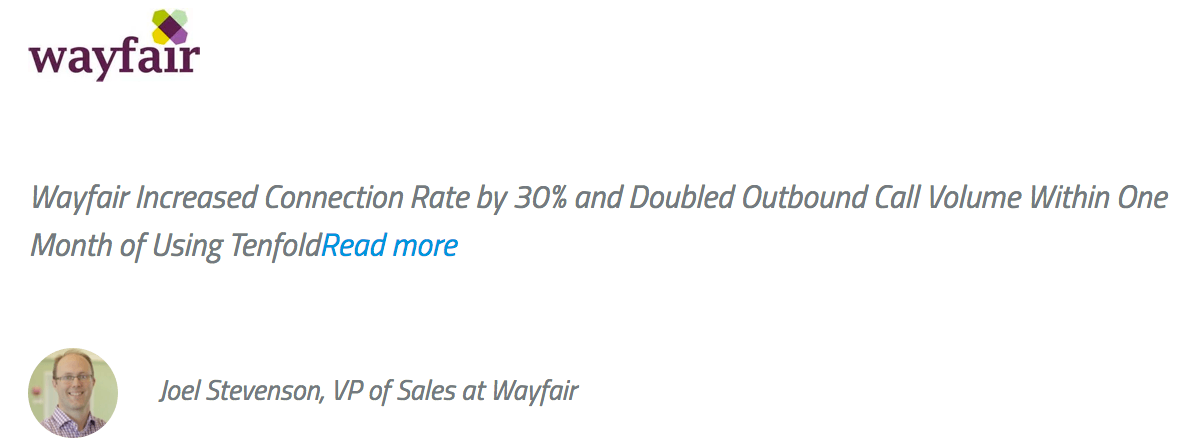 wayfair
Wayfair Increased Connection Rate by 30% and Doubled Outbound Call Volume Within One
Month of Using TenfoldRead more
Joel Stevenson, VP of Sales at Wayfair